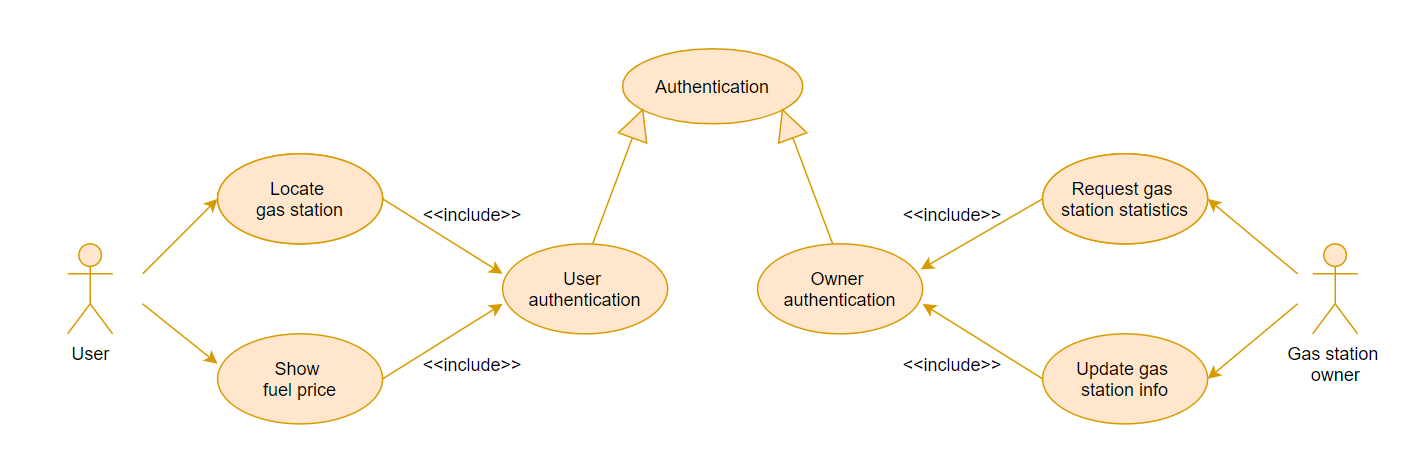 Authentication
Locate
gas station
<<include>>
<<include>>
Request gas
station statistics
User
authentication
Owner
authentication
User
Show
fuel price
<<include>>
<<include>>
Update gas
station info
Gas station
owner